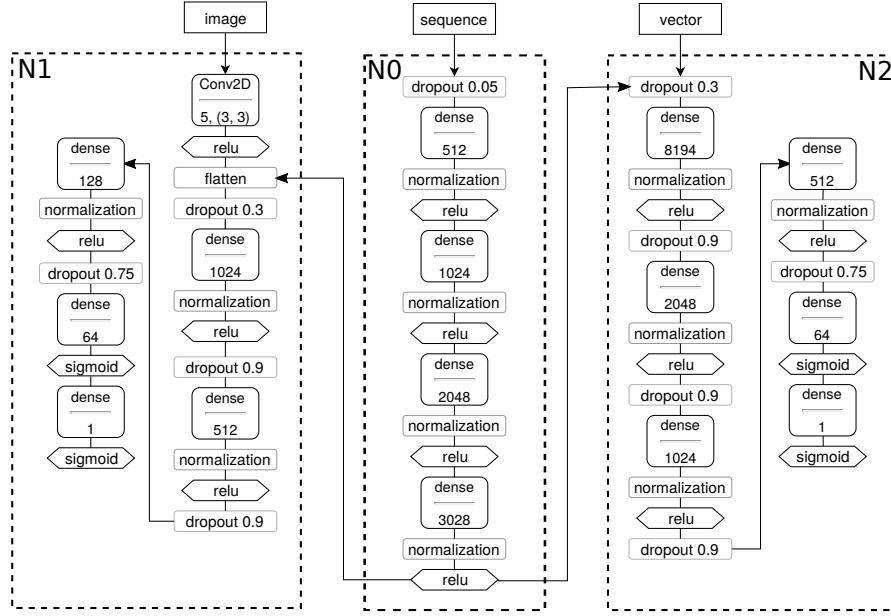 image
sequence
vector
N1
Conv2D
5, (3, 3)
relu
flatten
dropout 0.3
dense
1024
normalization
relu
dropout 0.9
dense
512
normalization
relu
dropout 0.9
dense
128
normalization
relu
dropout 0.75
dense
64
sigmoid
dense
1
sigmoid
N0
dropout 0.05
dense
512
normalization
relu
dense
1024
normalization
relu
dense
2048
normalization
relu
dense
3028
normalization
relu
N2
dropout 0.3
dense
8194
normalization
relu
dropout 0.9
dense
2048
normalization
relu
dropout 0.9
dense
1024
normalization
relu
dropout 0.9
dense
512
normalization
relu
dropout 0.75
dense
64
sigmoid
dense
1
sigmoid